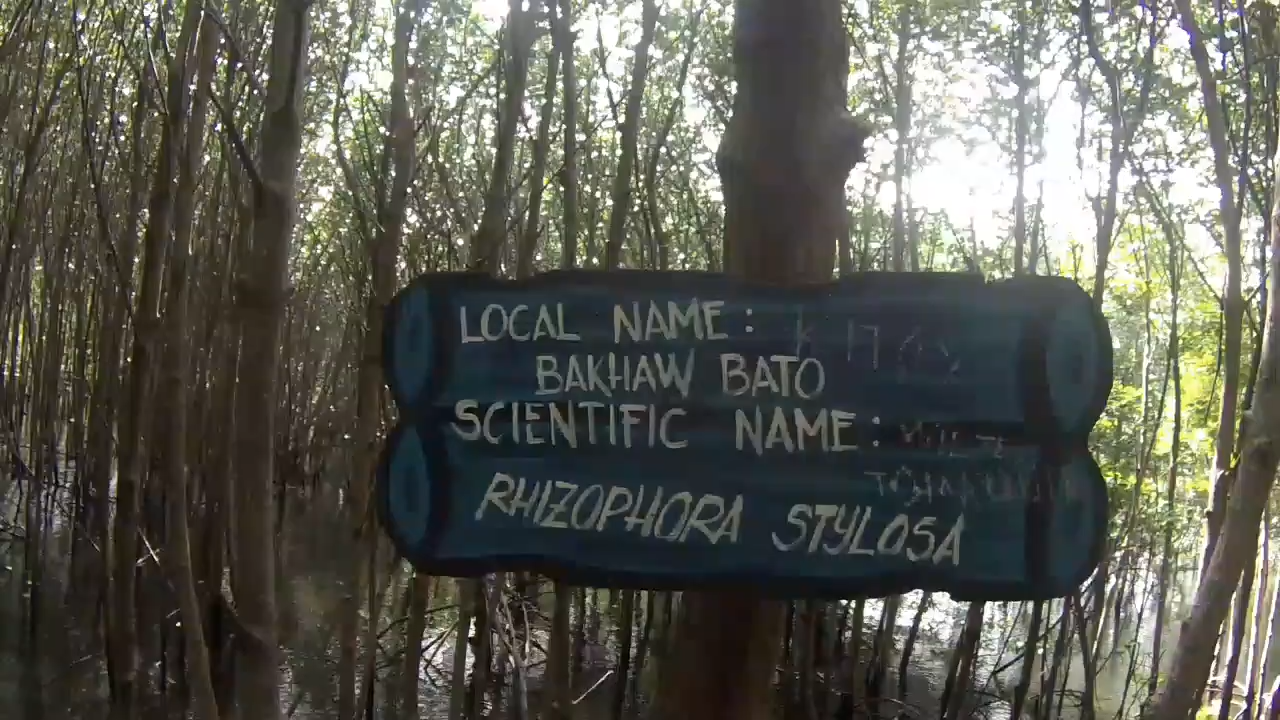 LOCAL NAME:
BAKHAW BATO
SCIENTIFIC NAME:
RHIZOPHORA STYLOSA